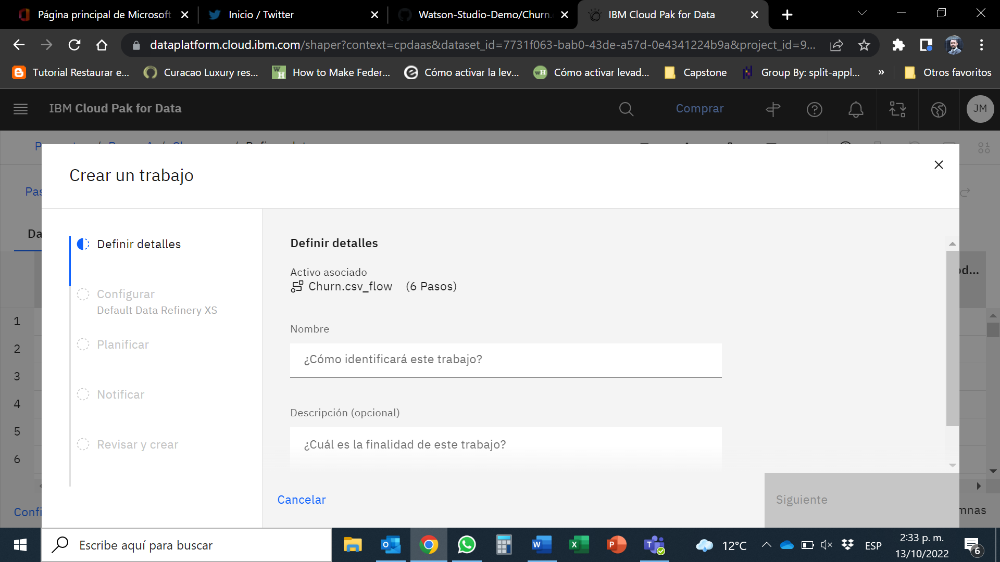 Página principal de Microsoft
Inicio / Twitter
Watson-Studio-Demo/Churn.
IBM Cloud Pak for Data
dataplatform.cloud.ibm.com/shaper?context=cpdaas&dataset_id=7731f063-bab0-43de-a57d-0e4341224b9a&project_id=9...
Tutorial Restaurar e...
Curacao Luxury res...
How to Make Feder...
Cómo activar la lev...
Cómo activar levad...
Capstone
Group By: split-appl...
»
Otros favoritos
IBM Cloud Pak for Data
Comprar
JM
Crear un trabajo
Pas
Da
Definir detalles
Configurar
Default Data Refinery XS
Planificar
Notificar
Revisar y crear
Definir detalles
Activo asociado
Churn.csv_flow (6 Pasos)
Nombre
¿Cómo identificará este trabajo?
Descripción (opcional)
¿Cuál es la finalidad de este trabajo?
od...
1
2
3
4
5
6
Cancelar
Siguiente
Confi
mnas
Escribe aquí para buscar
12°C
ESP
2:33 p. m.
13/10/2022
6